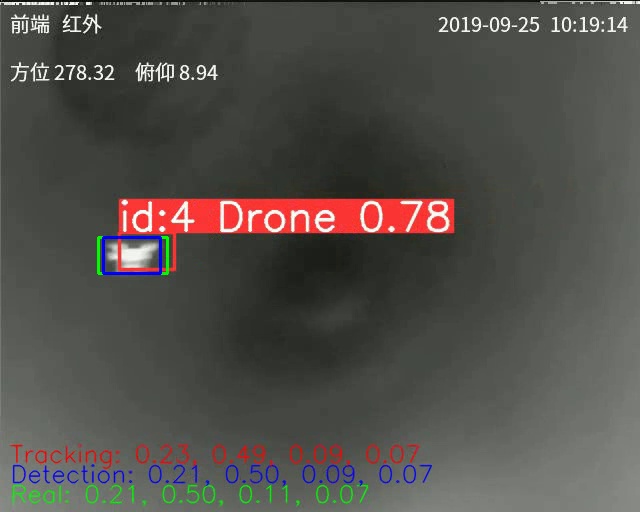 前端 红外
2019-09-25 10:19:14
方位 278.32 俯仰 8.94
id:4 Drone 0.78
Tracking: 0.23, 0.49, 0.09, 0.07
Detection: 0.21, 0.50, 0.09, 0.07
Real: 0.21, 0.50, 0.11, 0.07